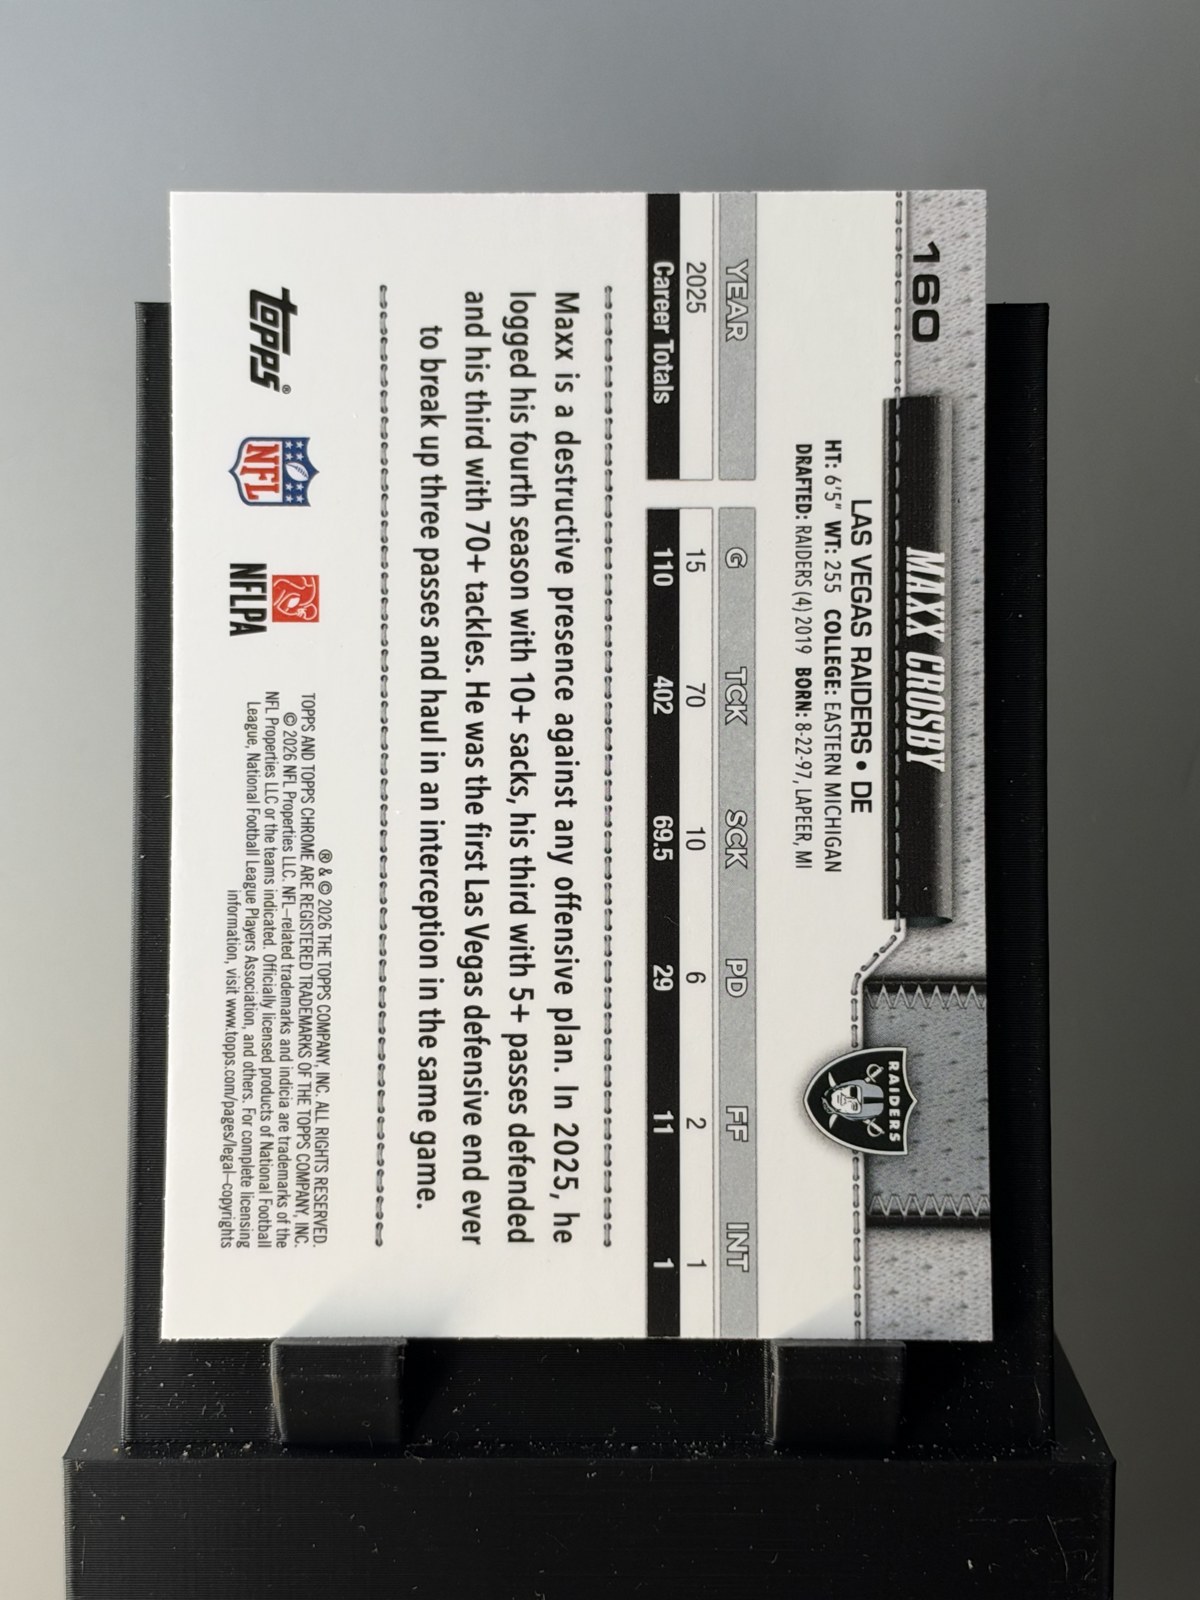 160
MAXX CROSBY
RAIDERS
LAS VEGAS RAIDERS • DE
HT: 6'5" WT: 255 COLLEGE: EASTERN MICHIGAN
DRAFTED: RAIDERS (4) 2019 BORN: 8-22-97, LAPEER, MI
YEAR G TCK SCK PD FF INT
2025 15 70 10 6 2 1
Career Totals 110 402 69.5 29 11 1
Maxx is a destructive presence against any offensive plan. In 2025, he
logged his fourth season with 10+ sacks, his third with 5+ passes defended
and his third with 70+ tackles. He was the first Las Vegas defensive end ever
to break up three passes and haul in an interception in the same game.
topps®
NFL
NFLPA
® & © 2026 THE TOPPS COMPANY, INC. ALL RIGHTS RESERVED.
TOPPS AND TOPPS CHROME ARE REGISTERED TRADEMARKS OF THE TOPPS COMPANY, INC.
© 2026 NFL Properties LLC. NFL-related trademarks and indicia are trademarks of the
NFL Properties LLC or the teams indicated. Officially licensed products of National Football
League, National Football League Players Association, and others. For complete licensing
information, visit www.topps.com/pages/legal-copyrights